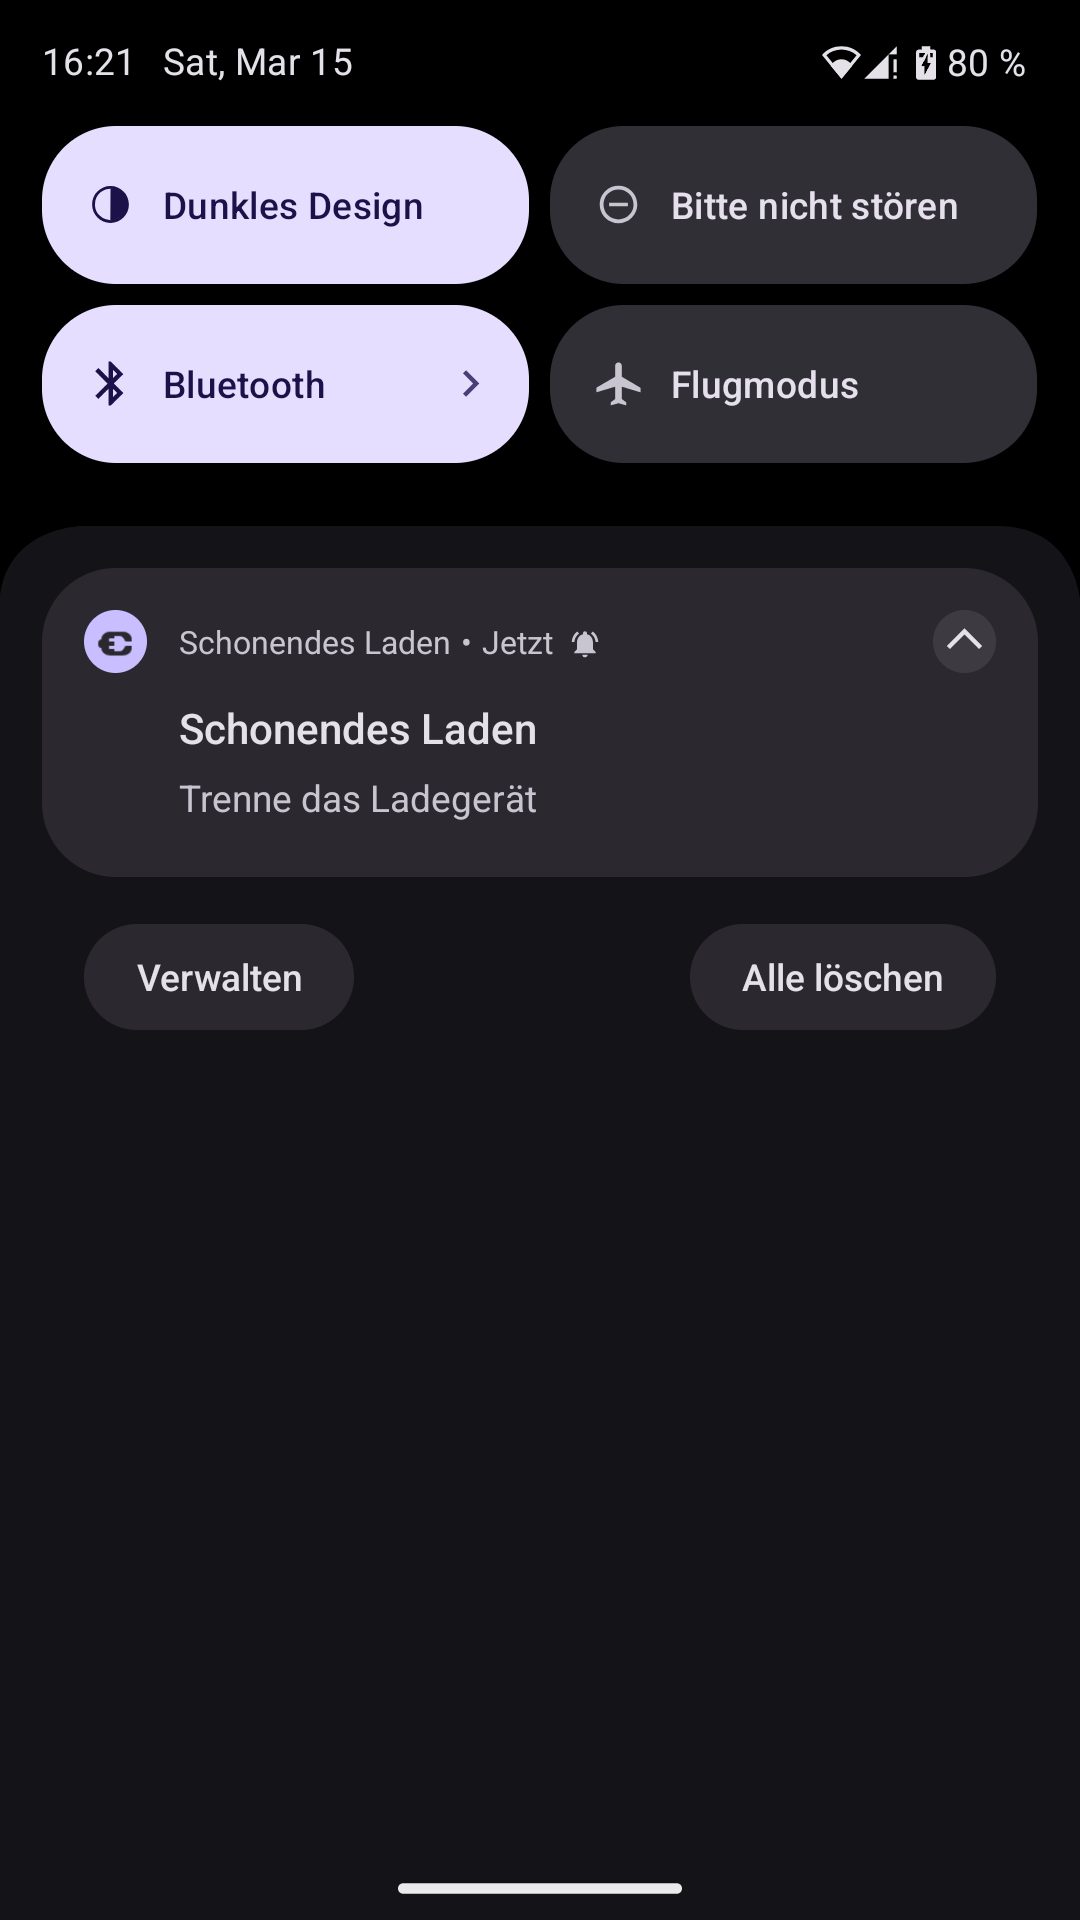 16:21 Sat, Mar 15 80 %
Dunkles Design
Bitte nicht stören
Bluetooth
Flugmodus
Schonendes Laden • Jetzt
Schonendes Laden
Trenne das Ladegerät
Verwalten
Alle löschen